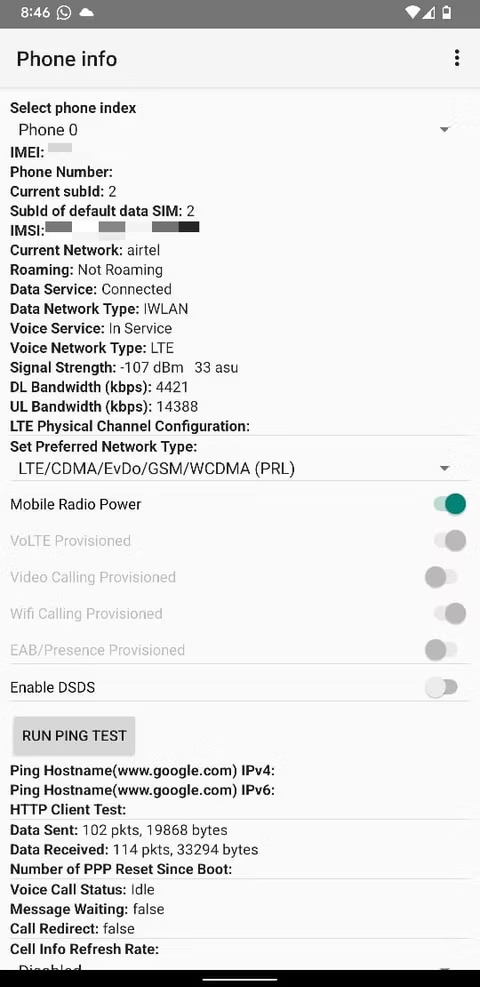 8:46
Phone info
Select phone index
Phone 0
IMEI:
Phone Number:
Current subId: 2
SubId of default data SIM: 2
IMSI:
Current Network: airtel
Roaming: Not Roaming
Data Service: Connected
Data Network Type: IWLAN
Voice Service: In Service
Voice Network Type: LTE
Signal Strength: -107 dBm 33 asu
DL Bandwidth (kbps): 4421
UL Bandwidth (kbps): 14388
LTE Physical Channel Configuration:
Set Preferred Network Type:
LTE/CDMA/EvDo/GSM/WCDMA (PRL)
Mobile Radio Power
VoLTE Provisioned
Video Calling Provisioned
Wifi Calling Provisioned
EAB/Presence Provisioned
Enable DSDS
RUN PING TEST
Ping Hostname(www.google.com) IPv4:
Ping Hostname(www.google.com) IPv6:
HTTP Client Test:
Data Sent: 102 pkts, 19868 bytes
Data Received: 114 pkts, 33294 bytes
Number of PPP Reset Since Boot:
Voice Call Status: Idle
Message Waiting: false
Call Redirect: false
Cell Info Refresh Rate:
Disabled